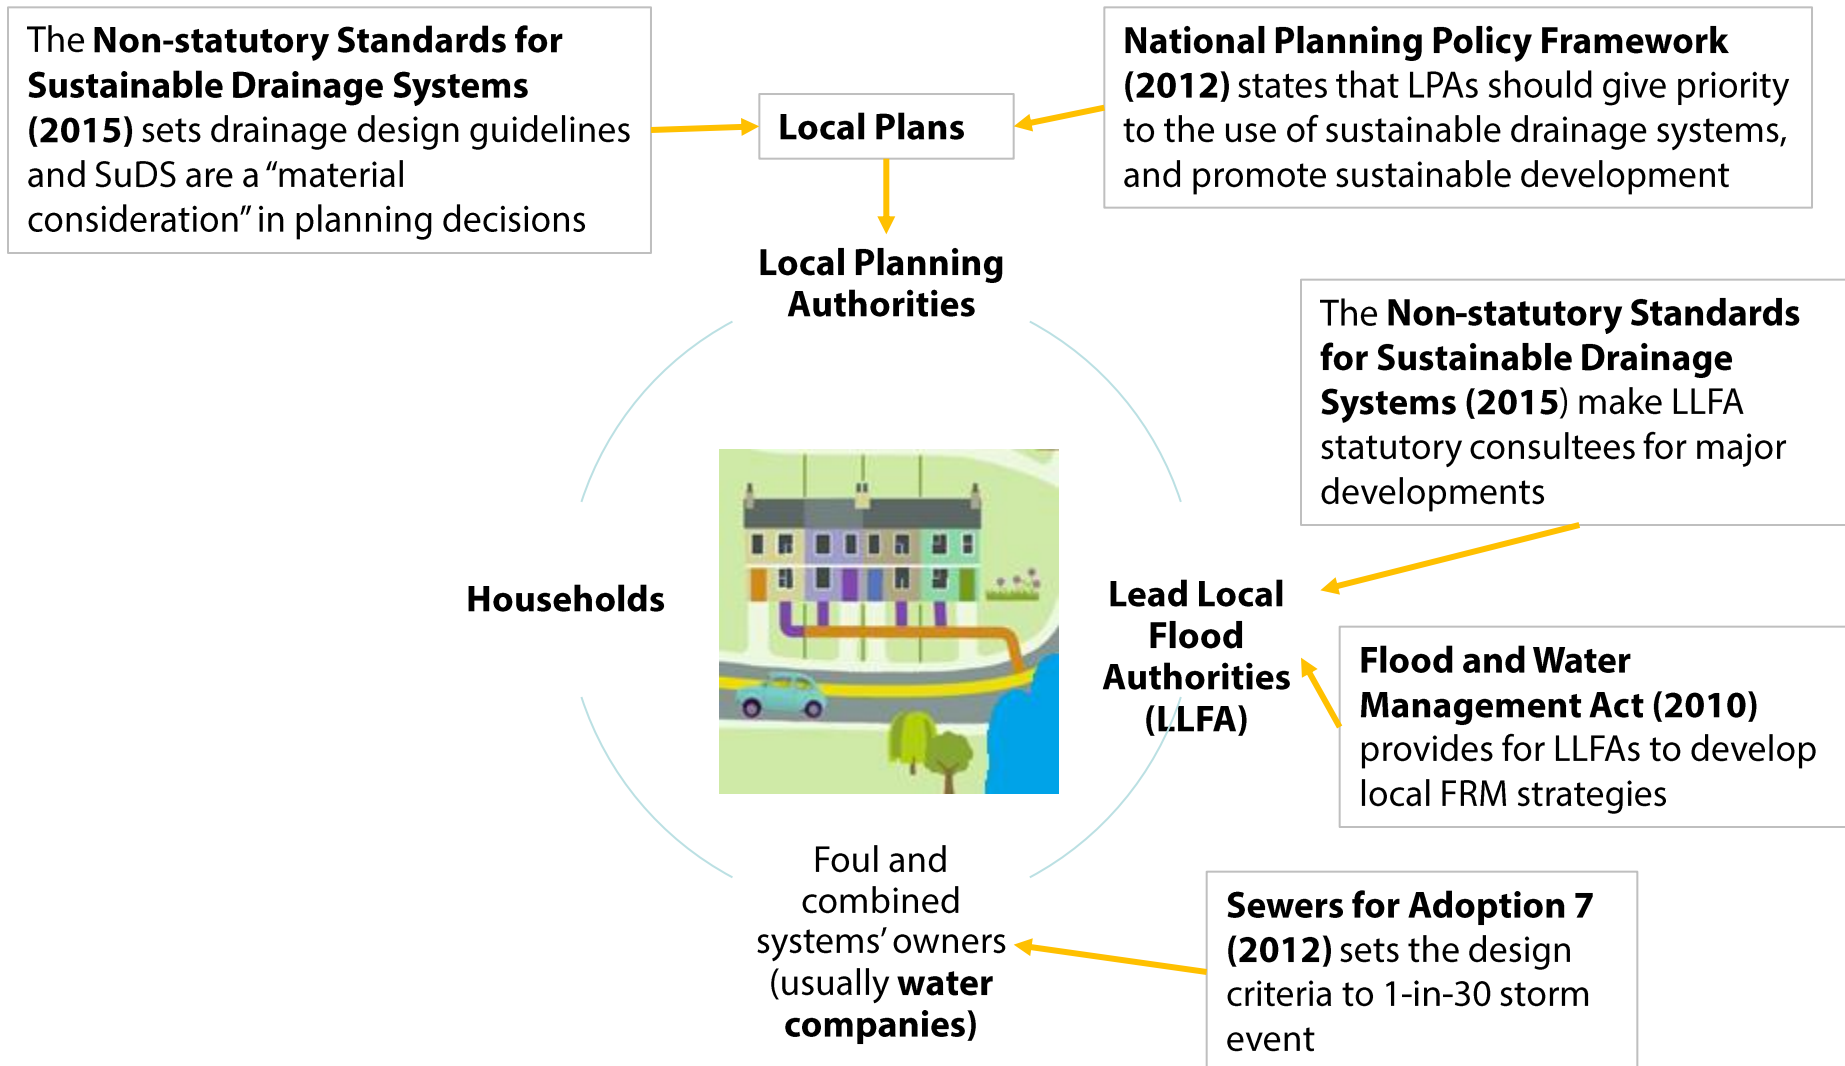 The Non-statutory Standards for
Sustainable Drainage Systems
(2015) sets drainage design guidelines
and SuDS are a “material
consideration” in planning decisions
Local Plans
National Planning Policy Framework
(2012) states that LPAs should give priority
to the use of sustainable drainage systems,
and promote sustainable development
Local Planning
Authorities
The Non-statutory Standards
for Sustainable Drainage
Systems (2015) make LLFA
statutory consultees for major
developments
Households
Lead Local
Flood
Authorities
(LLFA)
Flood and Water
Management Act (2010)
provides for LLFAs to develop
local FRM strategies
Foul and
combined
systems’ owners
(usually water
companies)
Sewers for Adoption 7
(2012) sets the design
criteria to 1-in-30 storm
event